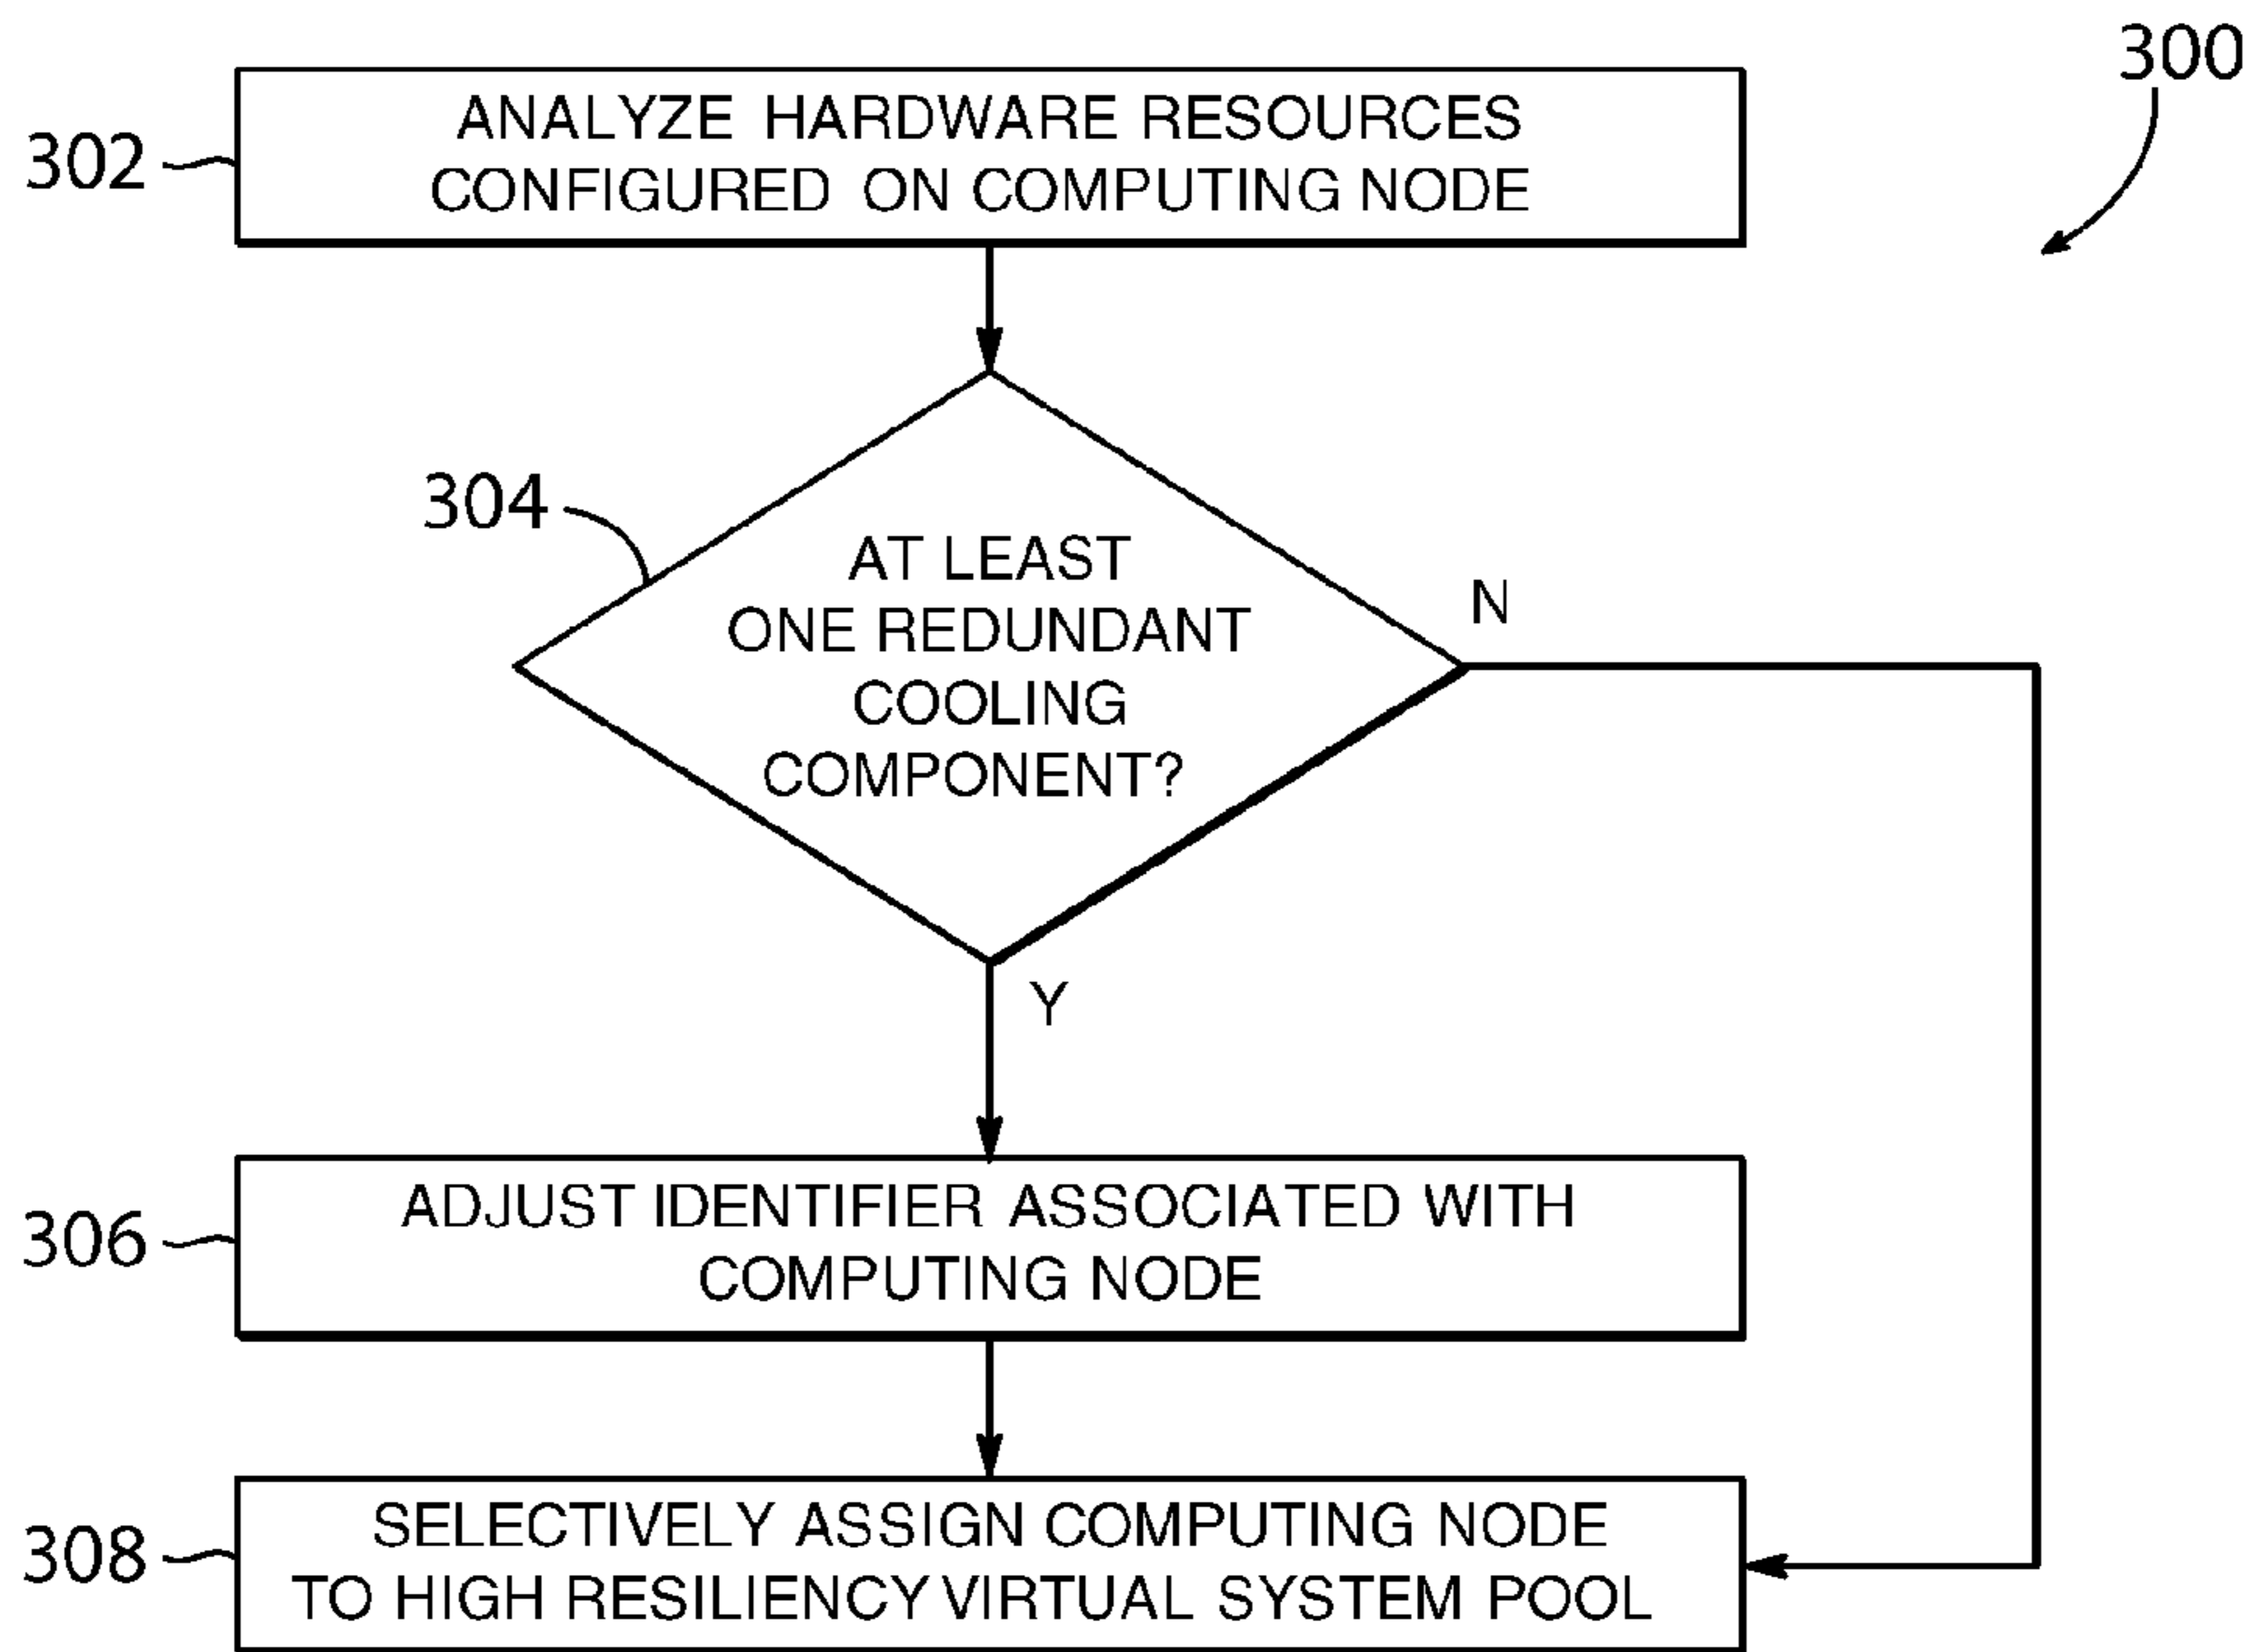 300
302
ANALYZE HARDWARE RESOURCES
CONFIGURED ON COMPUTING NODE
304
AT LEAST
ONE REDUNDANT
COOLING
COMPONENT?
N
Y
306
ADJUST IDENTIFIER ASSOCIATED WITH
COMPUTING NODE
308
SELECTIVELY ASSIGN COMPUTING NODE
TO HIGH RESILIENCY VIRTUAL SYSTEM POOL